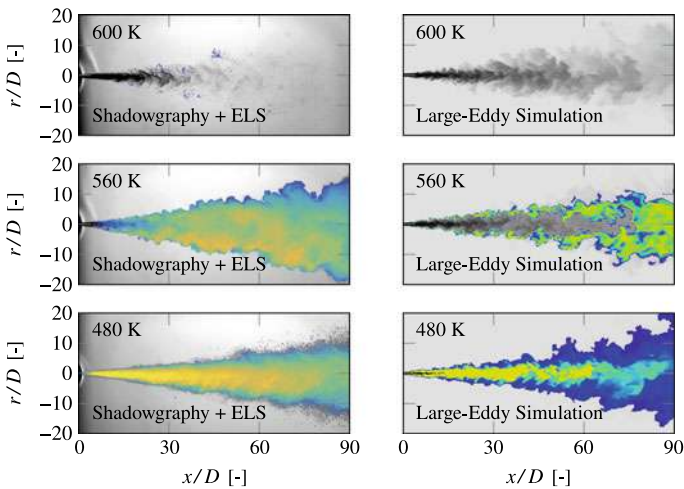 20
10
0
−10
−20
r/D [-]
600 K
Shadowgraphy + ELS
600 K
Large-Eddy Simulation
20
10
0
−10
−20
r/D [-]
560 K
Shadowgraphy + ELS
560 K
Large-Eddy Simulation
20
10
0
−10
−20
r/D [-]
480 K
Shadowgraphy + ELS
480 K
Large-Eddy Simulation
0 30 60 90
0 30 60 90
x/D [-]
x/D [-]